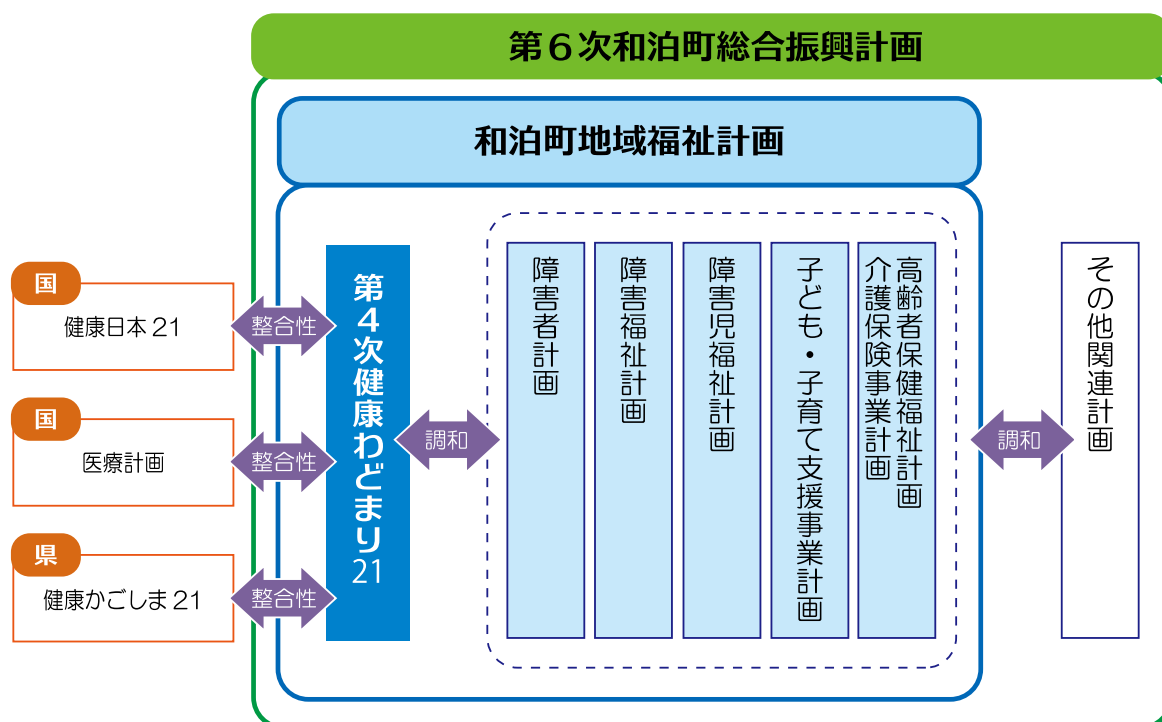 第６次和泊町総合振興計画
和泊町地域福祉計画
国
健康日本21
整合性
国
医療計画
整合性
県
健康かごしま21
整合性
第４次健康わどまり21
調和
障害者計画
障害福祉計画
障害児福祉計画
子ども・子育て支援事業計画
高齢者保健福祉計画
介護保険事業計画
調和
その他関連計画